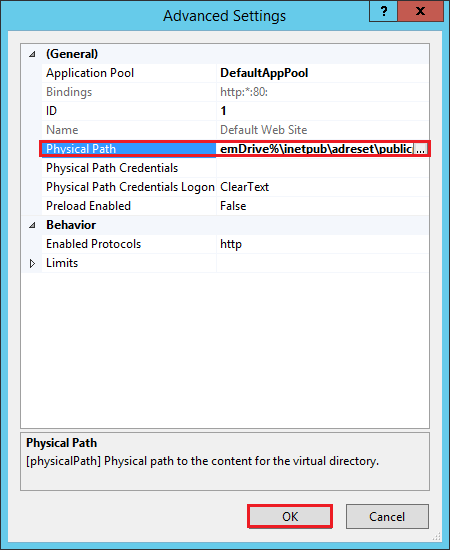 Advanced Settings
? X
(General)
Application Pool DefaultAppPool
Bindings http:*:80:
ID 1
Name Default Web Site
Physical Path emDrive%\inetpub\adreset\public ...
Physical Path Credentials
Physical Path Credentials Logon ClearText
Preload Enabled False
Behavior
Enabled Protocols http
Limits
Physical Path
[physicalPath] Physical path to the content for the virtual directory.
OK Cancel